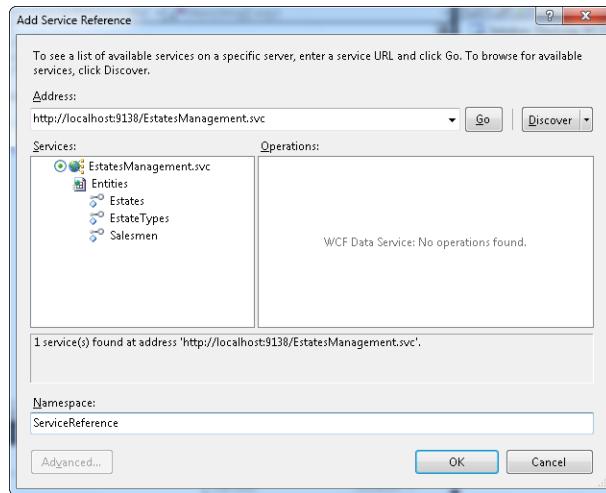 Add Service Reference
To see a list of available services on a specific server, enter a service URL and click Go. To browse for available
services, click Discover.
Address:
http://localhost:9138/EstatesManagement.svc
Go
Discover
Services:
Operations:
EstatesManagement.svc
Entities
Estates
EstateTypes
Salesmen
WCF Data Service: No operations found.
1 service(s) found at address 'http://localhost:9138/EstatesManagement.svc'.
Namespace:
ServiceReference
Advanced...
OK
Cancel